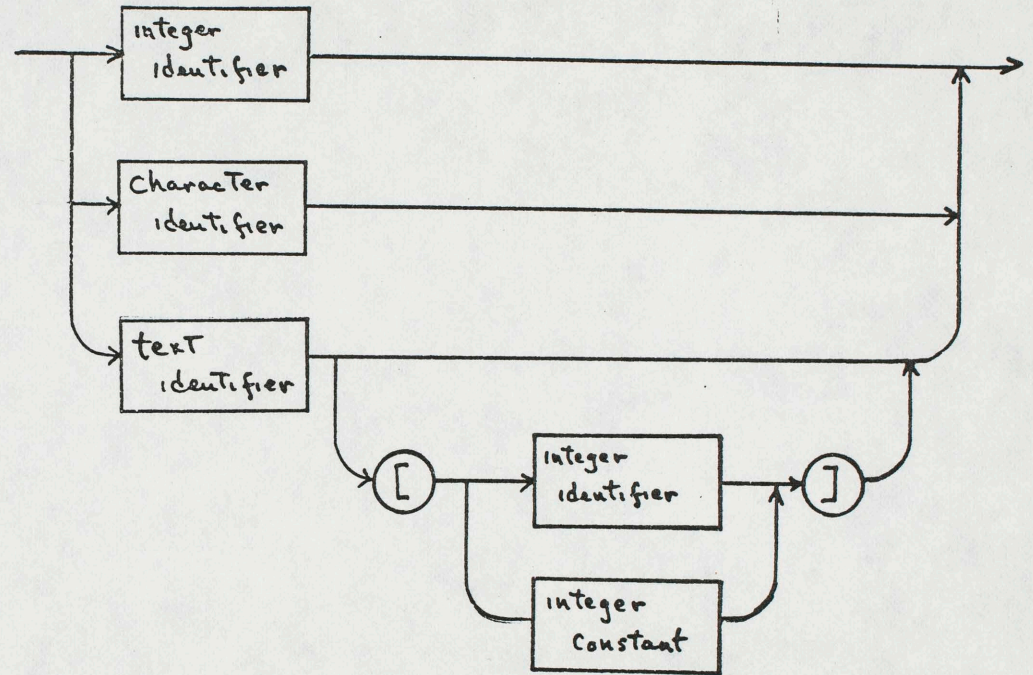 integer
identifier
character
identifier
text
identifier
[
integer
identifier
]
integer
constant